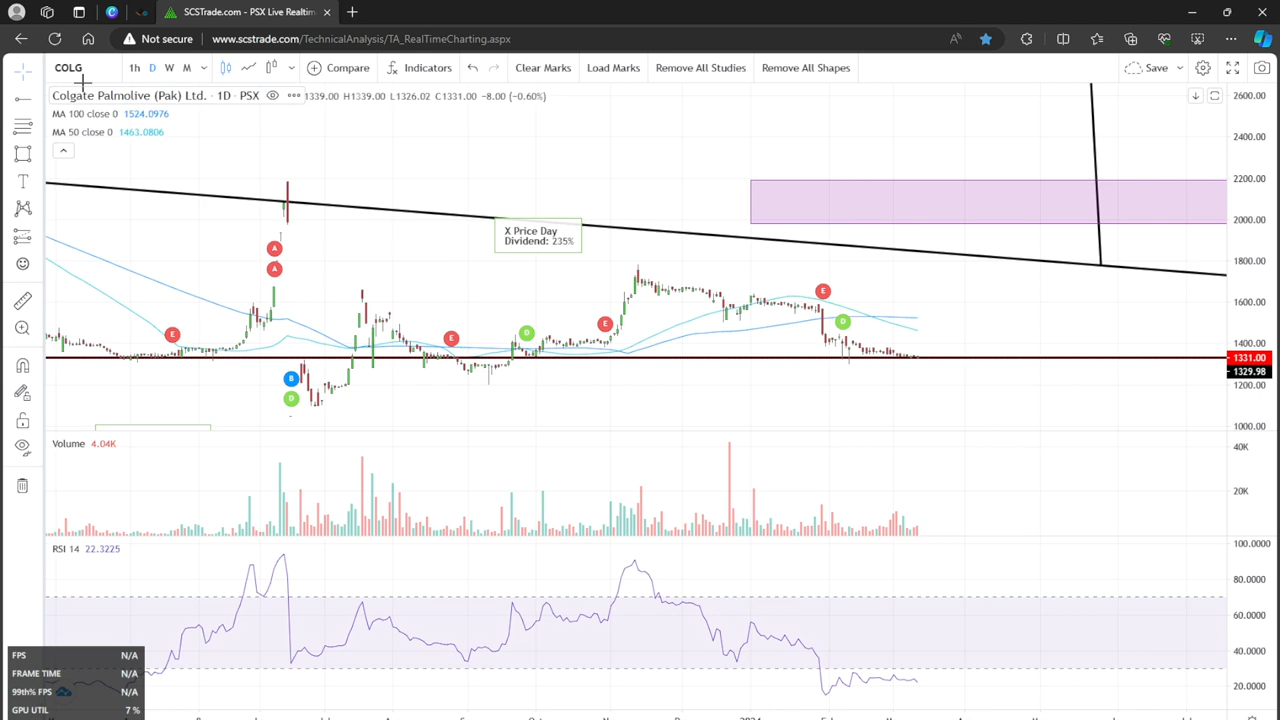 SCSTrade.com - PSX Live Realtim
Not secure www.scstrade.com/TechnicalAnalysis/TA_RealTimeCharting.aspx
COLG 1h D W M Compare Indicators Clear Marks Load Marks Remove All Studies Remove All Shapes Save
Colgate Palmolive (Pak) Ltd. · 1D · PSX 1339.00 H1339.00 L1326.02 C1331.00 -8.00 (-0.60%)
MA 100 close 0 1524.0976
MA 50 close 0 1463.0806
2600.00
2400.00
2200.00
2000.00
1800.00
1600.00
1400.00
1331.00
1329.98
1200.00
1000.00
X Price Day
Dividend: 235%
A
A
E
E
E
E
D
D
B
D
Volume 4.04K
40K
20K
RSI 14 22.3225
100.0000
80.0000
60.0000
40.0000
20.0000
FPS N/A
FRAME TIME N/A
99th% FPS N/A
GPU UTIL 7 %